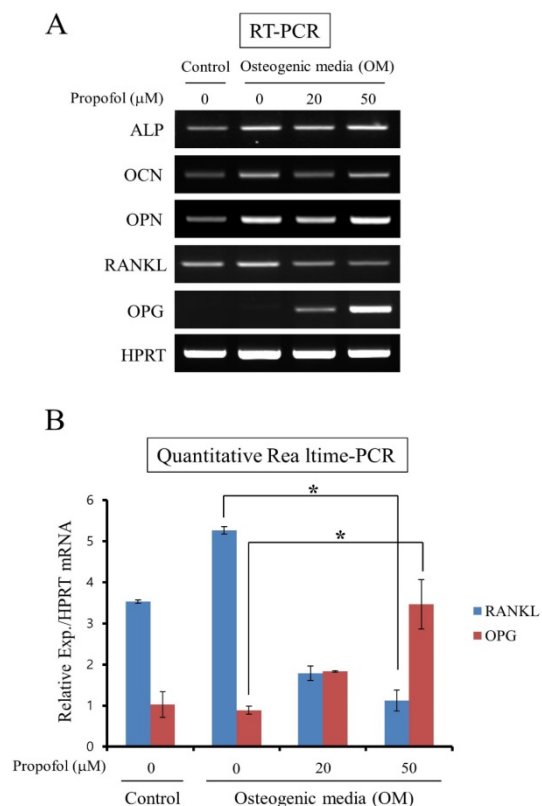 A
RT-PCR
Control Osteogenic media (OM)
Propofol (μM) 0 0 20 50
ALP
OCN
OPN
RANKL
OPG
HPRT
B
Quantitative Rea ltime-PCR
Relative Exp./HPRT mRNA
6
5
4
3
2
1
0
* 
*
RANKL
OPG
Propofol (μM) 0 0 20 50
Control Osteogenic media (OM)